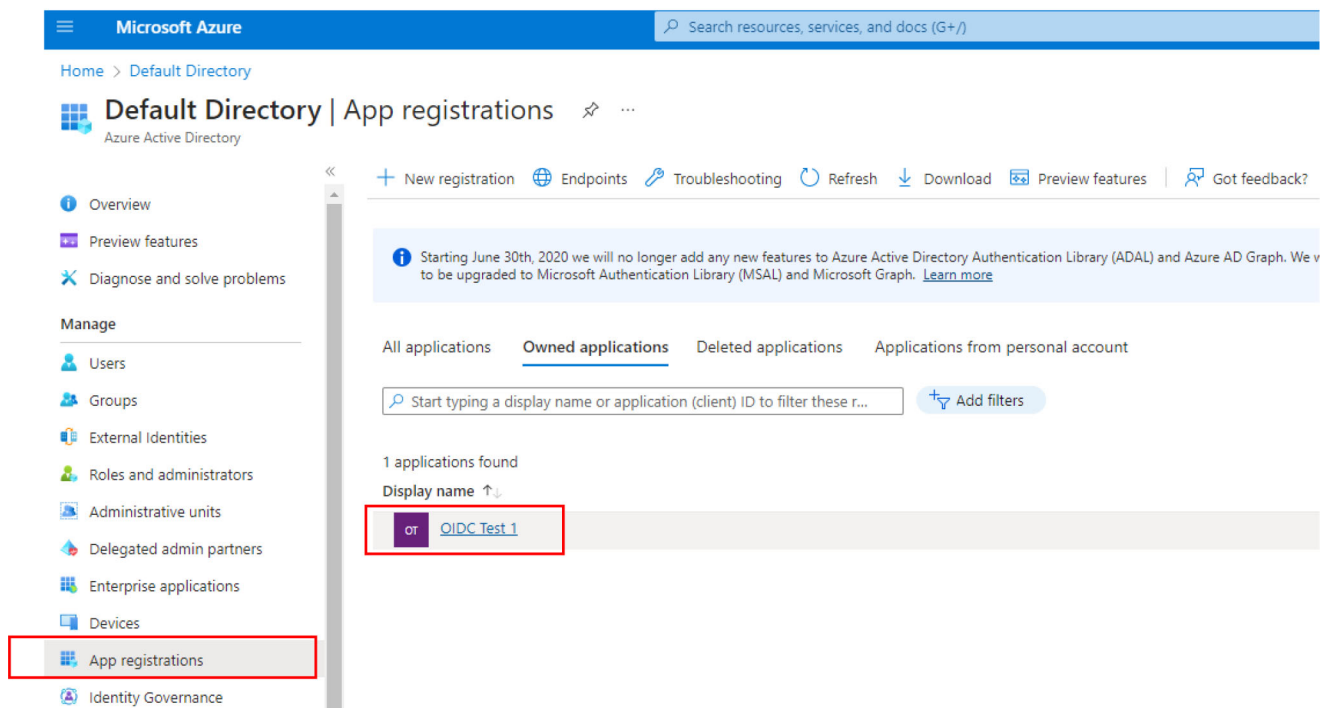 Microsoft Azure
Search resources, services, and docs (G+/)
Home > Default Directory
Default Directory | App registrations
Azure Active Directory
New registration Endpoints Troubleshooting Refresh Download Preview features Got feedback?
Overview
Preview features
Diagnose and solve problems
Manage
Users
Groups
External Identities
Roles and administrators
Administrative units
Delegated admin partners
Enterprise applications
Devices
App registrations
Identity Governance
Starting June 30th, 2020 we will no longer add any new features to Azure Active Directory Authentication Library (ADAL) and Azure AD Graph. We
to be upgraded to Microsoft Authentication Library (MSAL) and Microsoft Graph. Learn more
All applications Owned applications Deleted applications Applications from personal account
Start typing a display name or application (client) ID to filter these r...
Add filters
1 applications found
Display name
OT OIDC Test 1